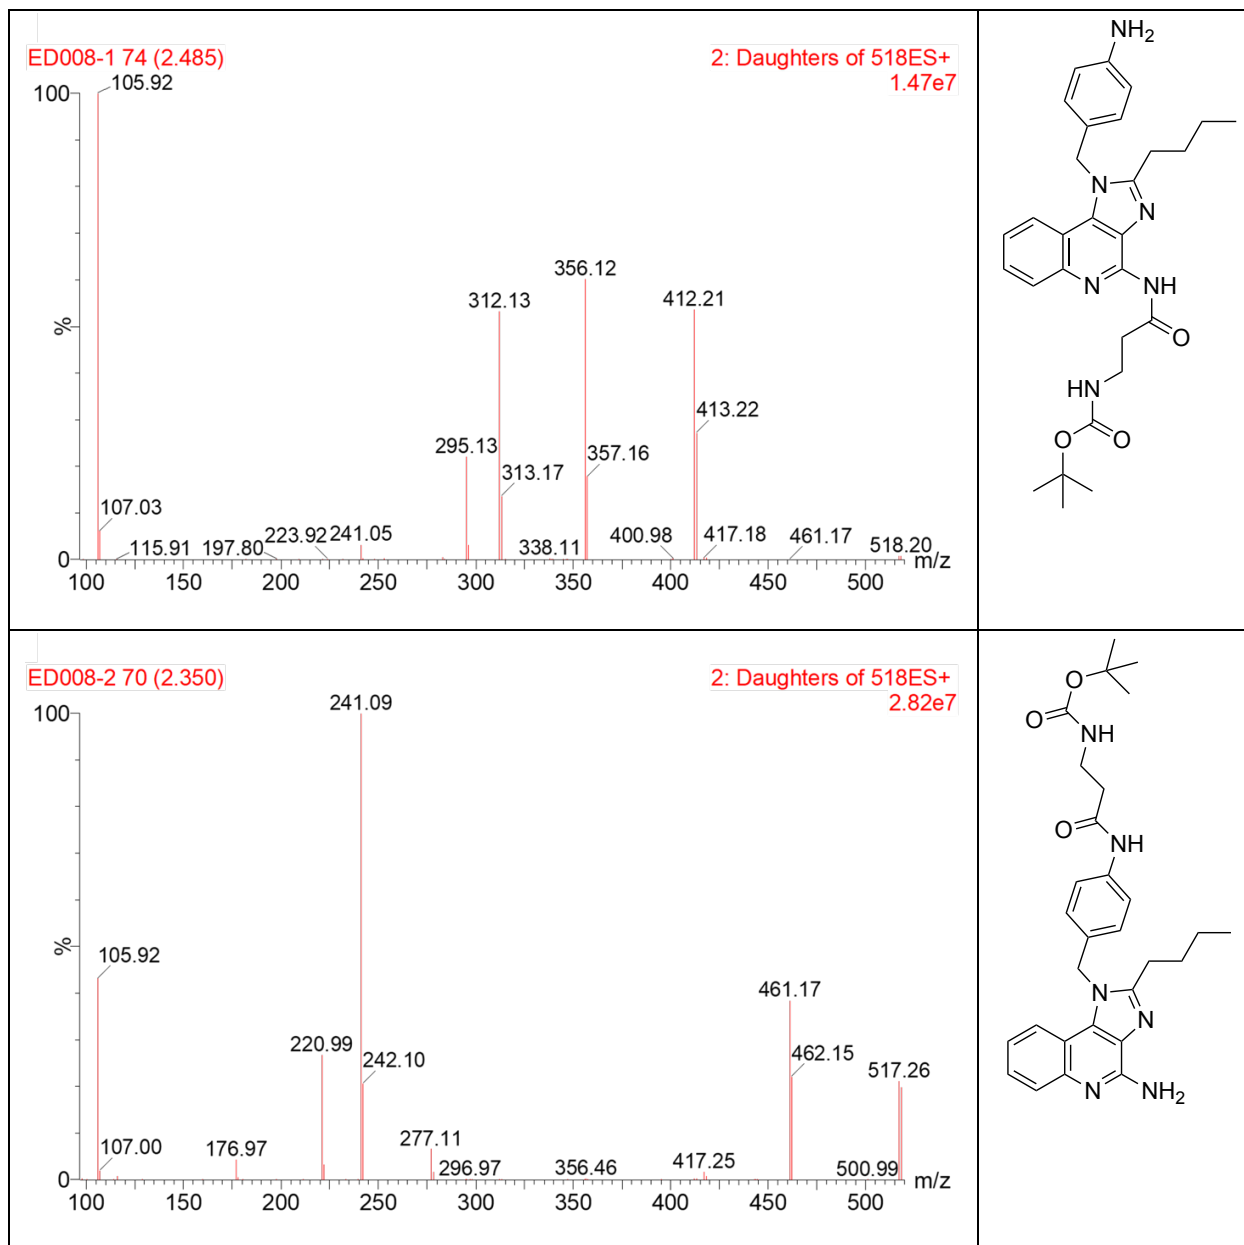 ED008-1 74 (2.485)
2: Daughters of 518ES+
1.47e7
100
%
0
105.92
107.03
115.91
197.80
223.92
241.05
295.13
312.13
313.17
338.11
356.12
357.16
400.98
412.21
413.22
417.18
461.17
518.20
m/z
100 150 200 250 300 350 400 450 500
NH2
N
N
N
NH
O
HN
O
O
ED008-2 70 (2.350)
2: Daughters of 518ES+
2.82e7
100
%
0
105.92
107.00
176.97
220.99
241.09
242.10
277.11
296.97
356.46
417.25
461.17
462.15
500.99
517.26
m/z
100 150 200 250 300 350 400 450 500
O
O
NH
O
NH
N
N
N
NH2